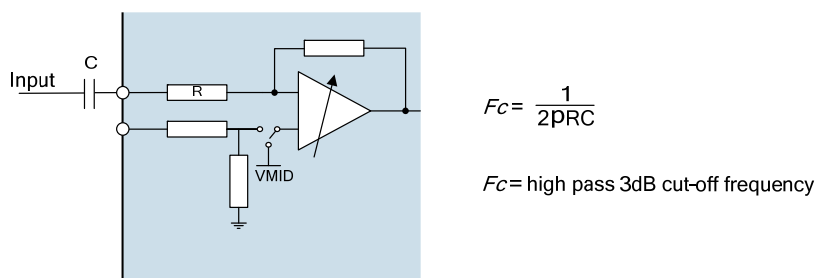 C
Input
R
VMID
Fc = 1
2pRC
Fc = high pass 3dB cut-off frequency